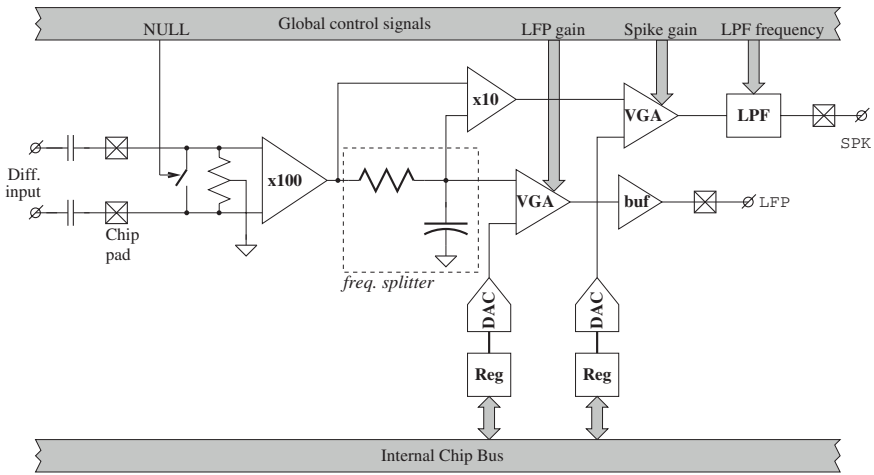 Global control signals
NULL
LFP gain
Spike gain
LPF frequency
x10
VGA
LPF
SPK
Diff.
input
x100
VGA
buf
LFP
Chip
pad
freq. splitter
DAC
DAC
Reg
Reg
Internal Chip Bus